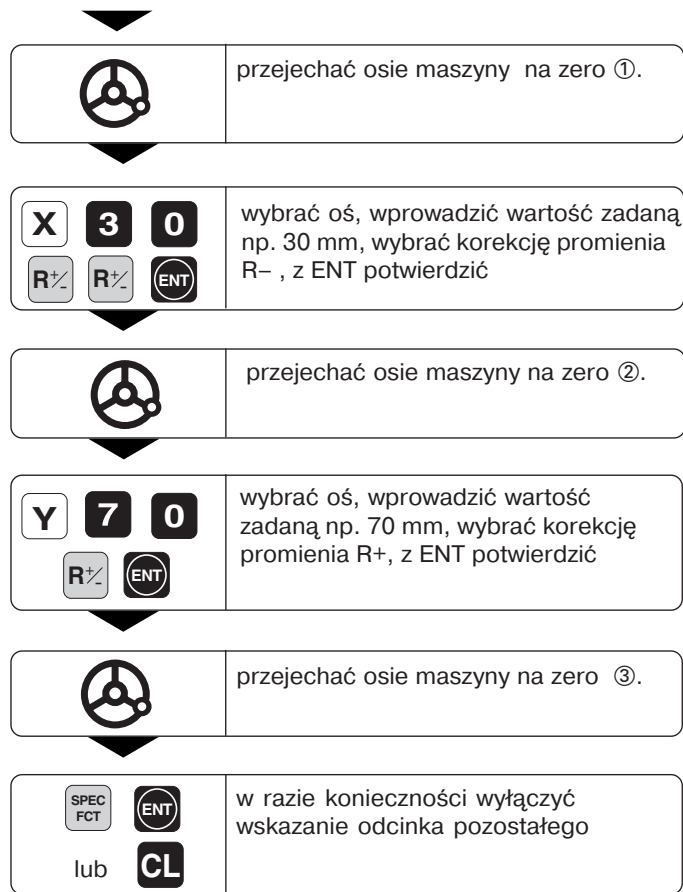 przejechać osie maszyny na zero ①.
X 3 0
R+/- R+/- ENT
wybrać oś, wprowadzić wartość zadaną
np. 30 mm, wybrać korekcję promienia
R– , z ENT potwierdzić
przejechać osie maszyny na zero ②.
Y 7 0
R+/- ENT
wybrać oś, wprowadzić wartość
zadaną np. 70 mm, wybrać korekcję
promienia R+, z ENT potwierdzić
przejechać osie maszyny na zero ③.
SPEC
FCT ENT
lub CL
w razie konieczności wyłączyć
wskazanie odcinka pozostałego